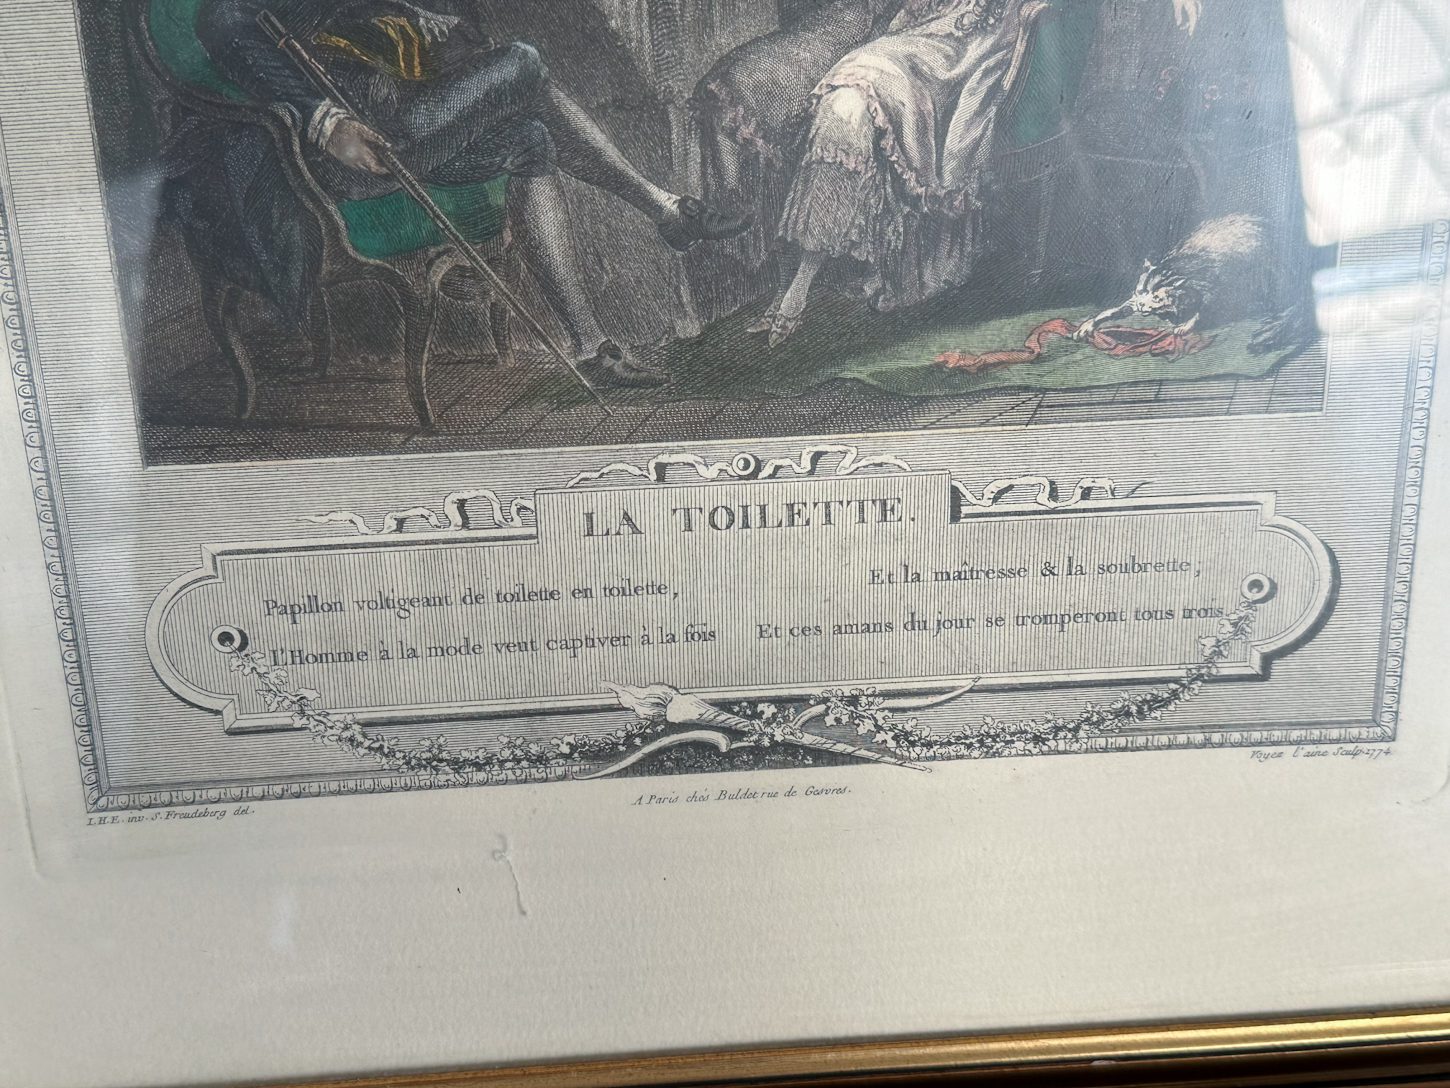 LA TOILETTE.
Papillon voltigeant de toilette en toilette,
L'Homme à la mode veut captiver à la fois
Et la maîtresse & la soubrette;
Et ces amans du jour se tromperont tous trois.
I.H.E. inv. S. Freudeberg del.
A Paris chés Buldet rue de Gesvres.
Voyez l'aine Sculp. 1774